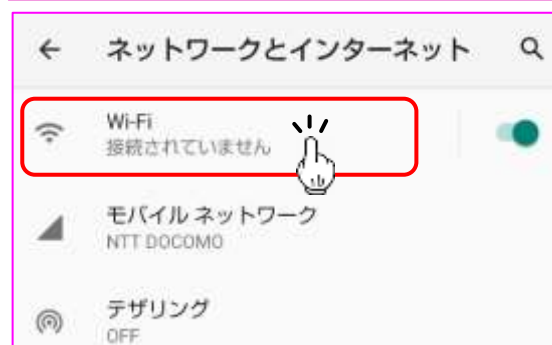 ネットワークとインターネット
Wi-Fi
接続されていません
モバイル ネットワーク
NTT DOCOMO
テザリング
OFF